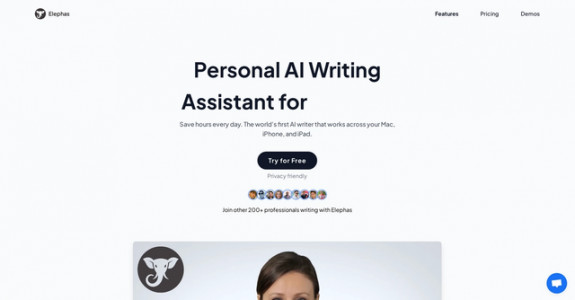 Elephas
Features Pricing Demos
Personal AI Writing
Assistant for
Save hours every day. The world's first AI writer that works across your Mac,
iPhone, and iPad.
Try for Free
Privacy friendly
Join other 200+ professionals writing with Elephas